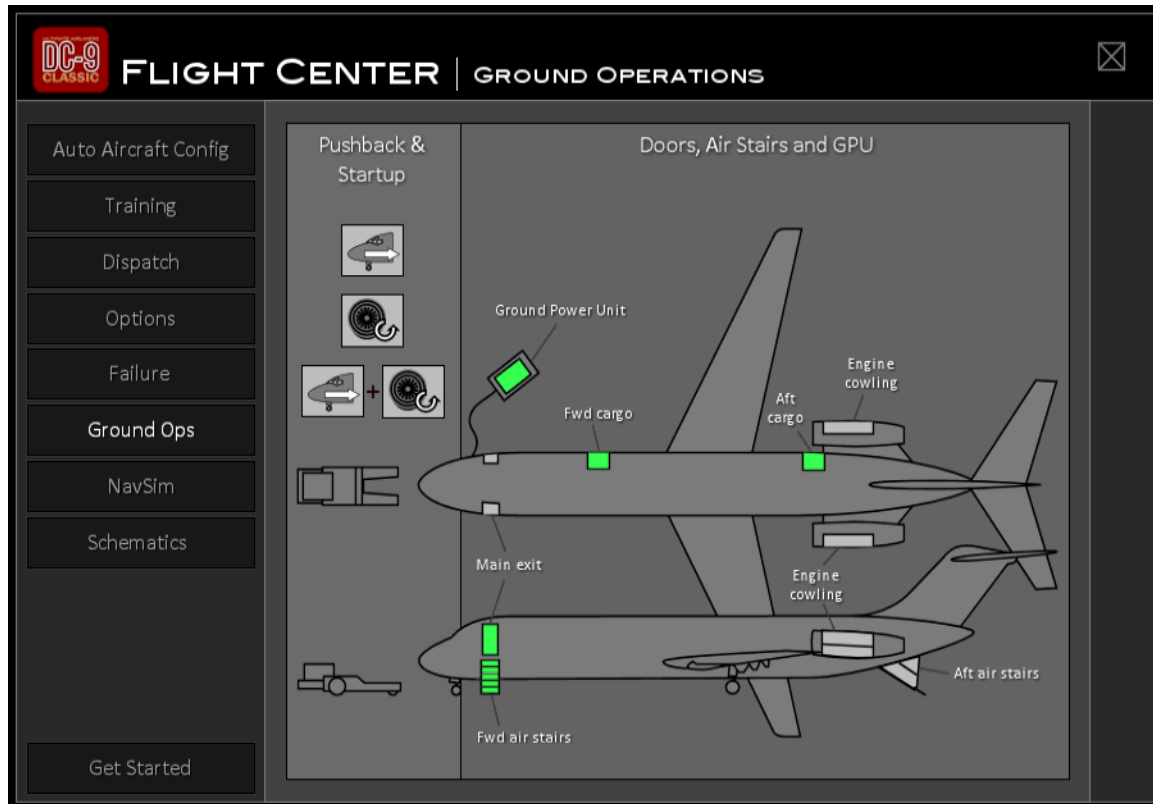 ULTIMATE AIRLINERS
DC-9
CLASSIC
FLIGHT CENTER | GROUND OPERATIONS
Auto Aircraft Config
Training
Dispatch
Options
Failure
Ground Ops
NavSim
Schematics
Get Started
Pushback &
Startup
+
Doors, Air Stairs and GPU
Ground Power Unit
Fwd cargo
Aft
cargo
Engine
cowling
Main exit
Engine
cowling
Aft air stairs
Fwd air stairs